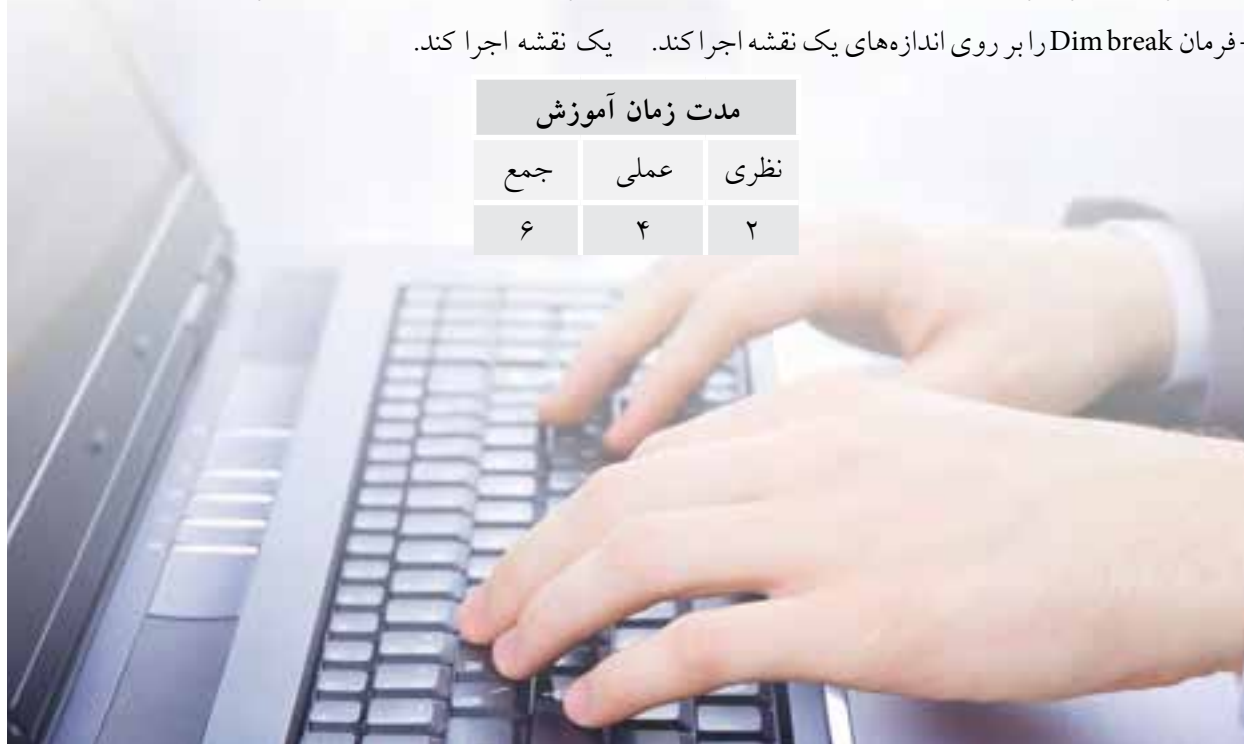 -فرمان Dim break را بر روی اندازه‌های یک نقشه اجرا کند. یک نقشه اجرا کند.
مدت زمان آموزش
نظری عملی جمع
۲ ۴ ۶